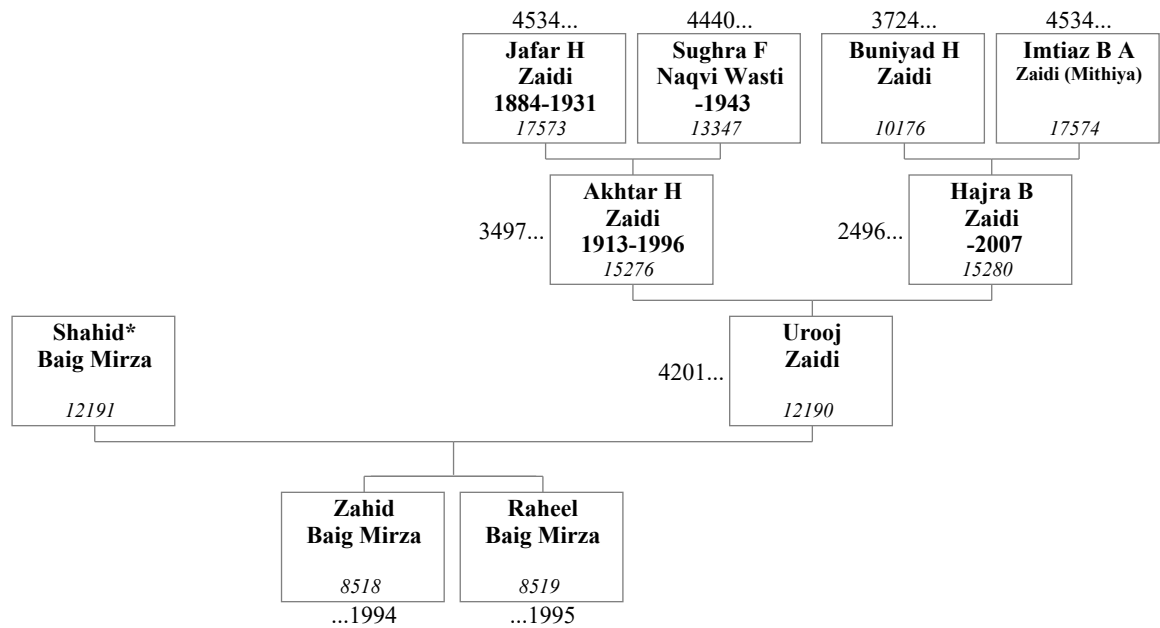 4534...
4440...
3724...
4534...
Jafar H
Zaidi
1884-1931
17573
Sughra F
Naqvi Wasti
-1943
13347
Buniyad H
Zaidi
10176
Imtiaz B A
Zaidi (Mithiya)
17574
3497...
Akhtar H
Zaidi
1913-1996
15276
2496...
Hajra B
Zaidi
-2007
15280
Shahid*
Baig Mirza
12191
4201...
Urooj
Zaidi
12190
Zahid
Baig Mirza
8518
...1994
Raheel
Baig Mirza
8519
...1995